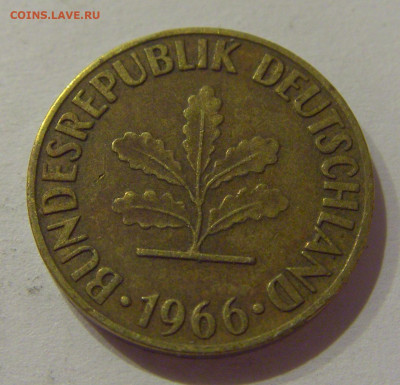 COINS.LAVE.RU
BUNDESREPUBLIK DEUTSCHLAND
· 1966 ·